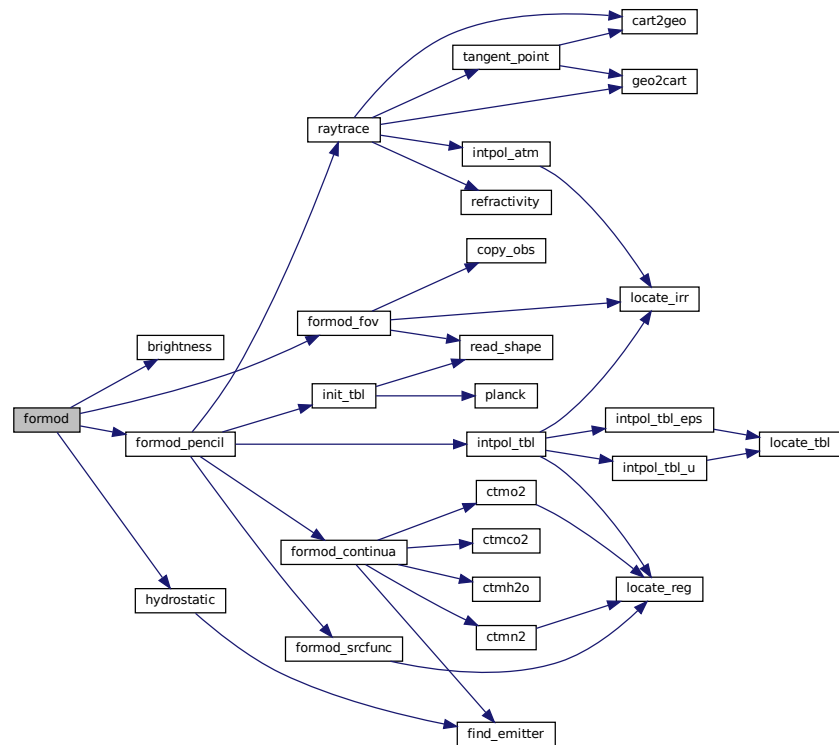 cart2geo
tangent_point
geo2cart
raytrace
intpol_atm
refractivity
copy_obs
locate_irr
formod_fov
brightness
read_shape
init_tbl
planck
formod
intpol_tbl_eps
formod_pencil
intpol_tbl
locate_tbl
intpol_tbl_u
ctmo2
ctmco2
formod_continua
ctmh2o
locate_reg
hydrostatic
ctmn2
formod_srcfunc
find_emitter